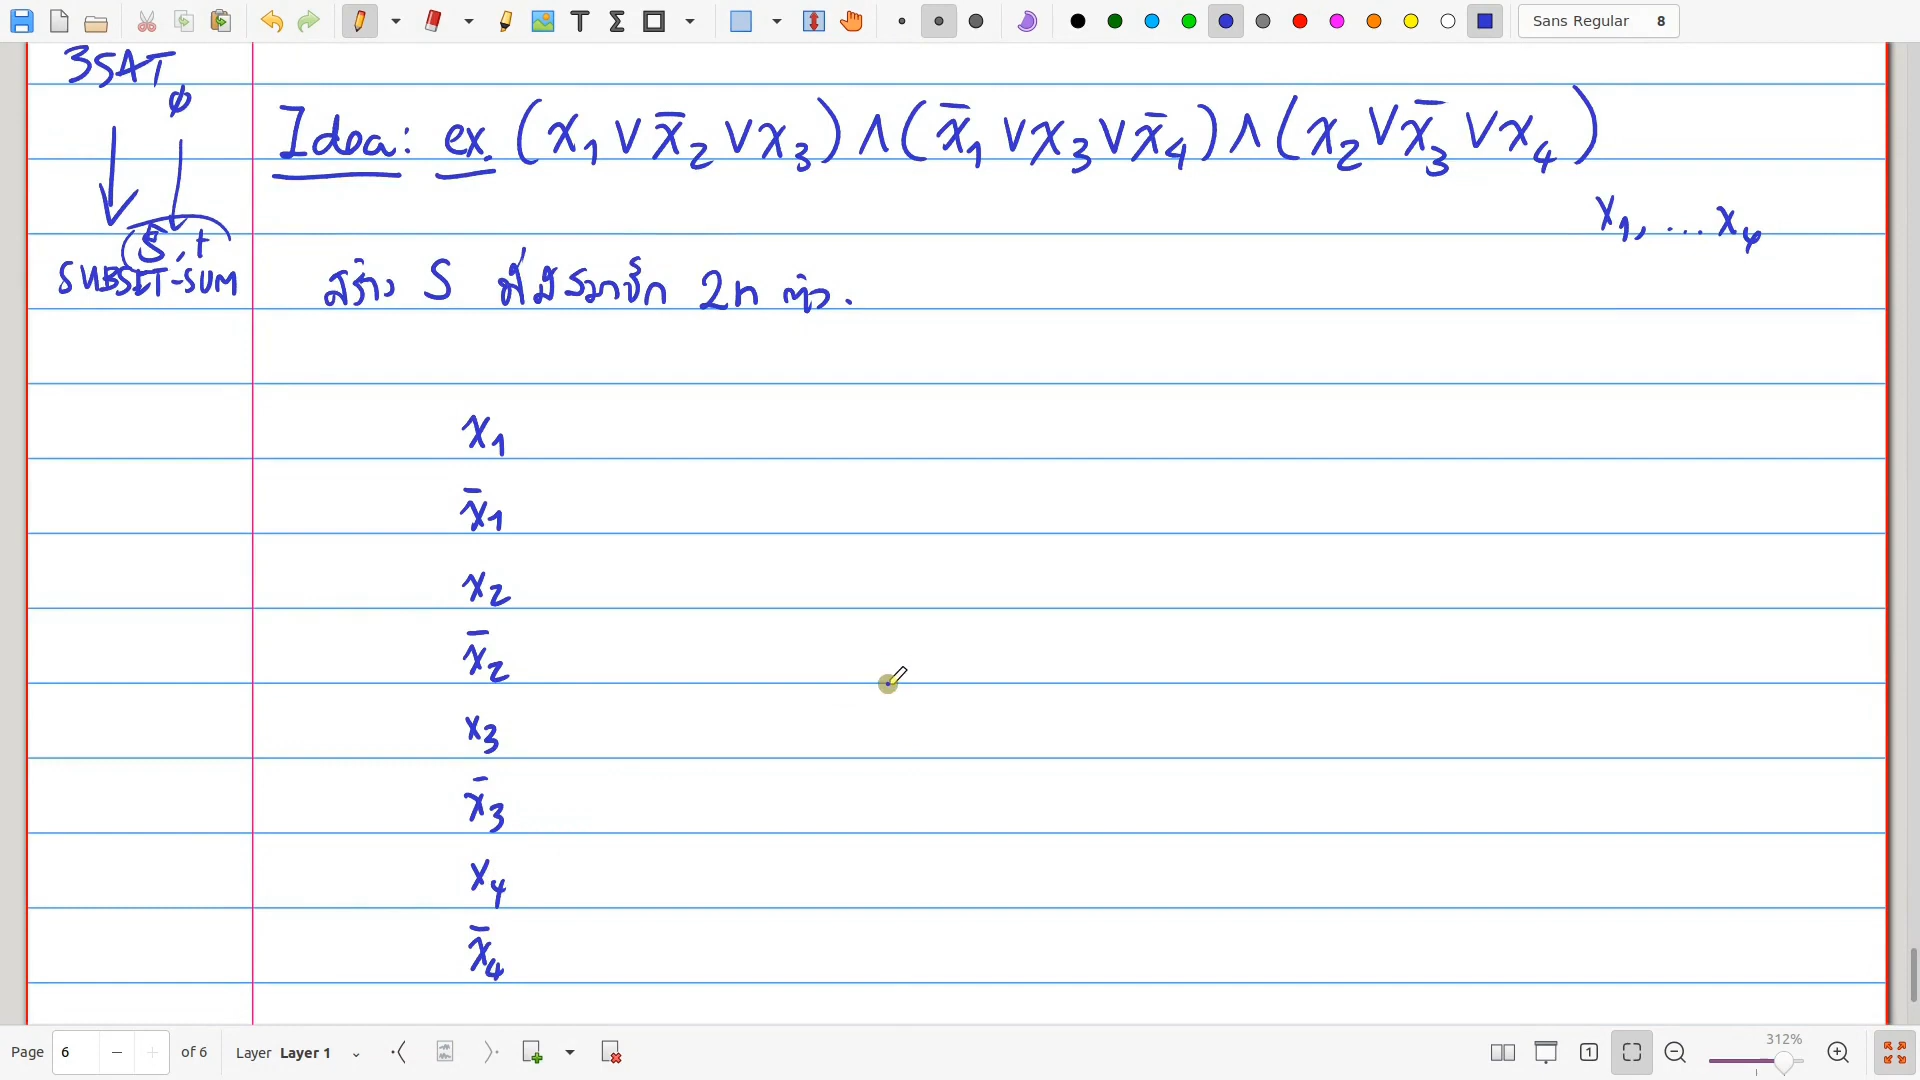 Sans Regular 8
3SAT
φ
Idea: ex. (x₁ ∨ x̄₂ ∨ x₃) ∧ (x̄₁ ∨ x₃ ∨ x̄₄) ∧ (x₂ ∨ x̄₃ ∨ x₄)
x₁, ... x₄
S, t
SUBSET-SUM
สร้าง S ที่มีสมาชิก 2n ตัว.
x₁
x̄₁
x₂
x̄₂
x₃
x̄₃
x₄
x̄₄
Page 6 of 6 Layer Layer 1 1 312%